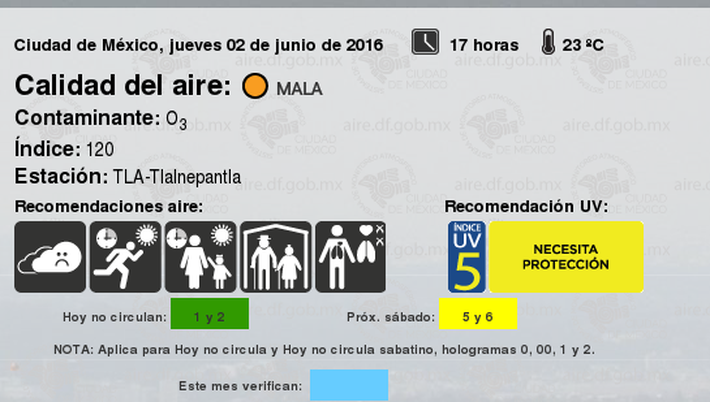 Ciudad de México, jueves 02 de junio de 2016 17 horas 23 ºC
Calidad del aire: MALA
Contaminante: O3
Índice: 120
Estación: TLA-Tlalnepantla
Recomendaciones aire: Recomendación UV:
ÍNDICE
UV
5
NECESITA
PROTECCIÓN
Hoy no circulan: 1 y 2 Próx. sábado: 5 y 6
NOTA: Aplica para Hoy no circula y Hoy no circula sabatino, hologramas 0, 00, 1 y 2.
Este mes verifican:
aire.df.gob.mx
CIUDAD
DE MÉXICO